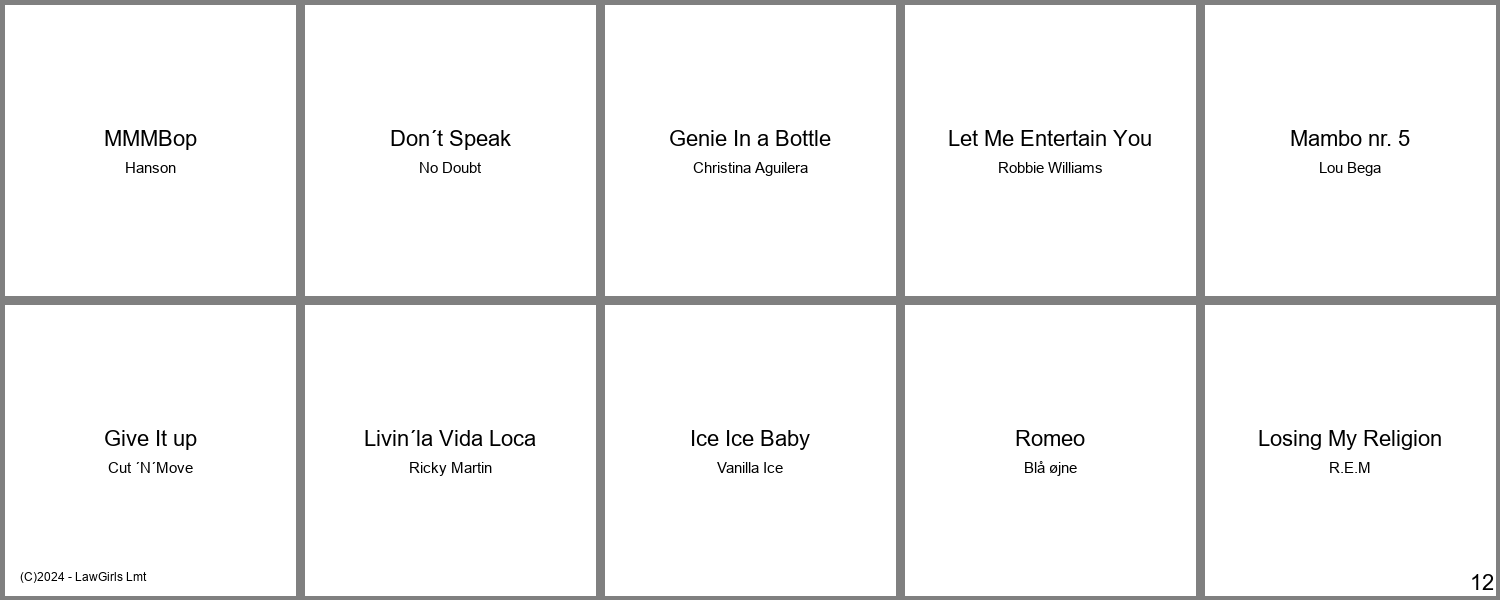 MMMBop
Hanson
Don´t Speak
No Doubt
Genie In a Bottle
Christina Aguilera
Let Me Entertain You
Robbie Williams
Mambo nr. 5
Lou Bega
Give It up
Cut ´N´Move
Livin´la Vida Loca
Ricky Martin
Ice Ice Baby
Vanilla Ice
Romeo
Blå øjne
Losing My Religion
R.E.M
(C)2024 - LawGirls Lmt
12